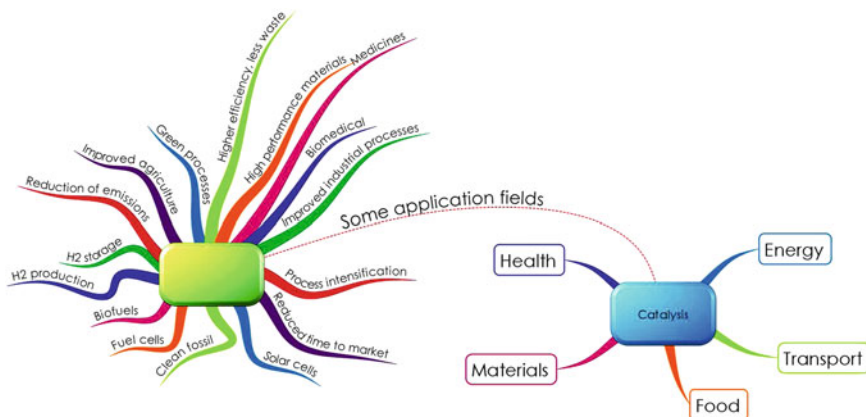 Higher efficiency, less waste
High performance materials
Medicines
Green processes
Biomedical
Improved industrial processes
Improved agriculture
Reduction of emissions
H2 storage
H2 production
Biofuels
Fuel cells
Clean fossil
Solar cells
Reduced time to market
Process intensification
Some application fields
Health
Energy
Catalysis
Materials
Transport
Food